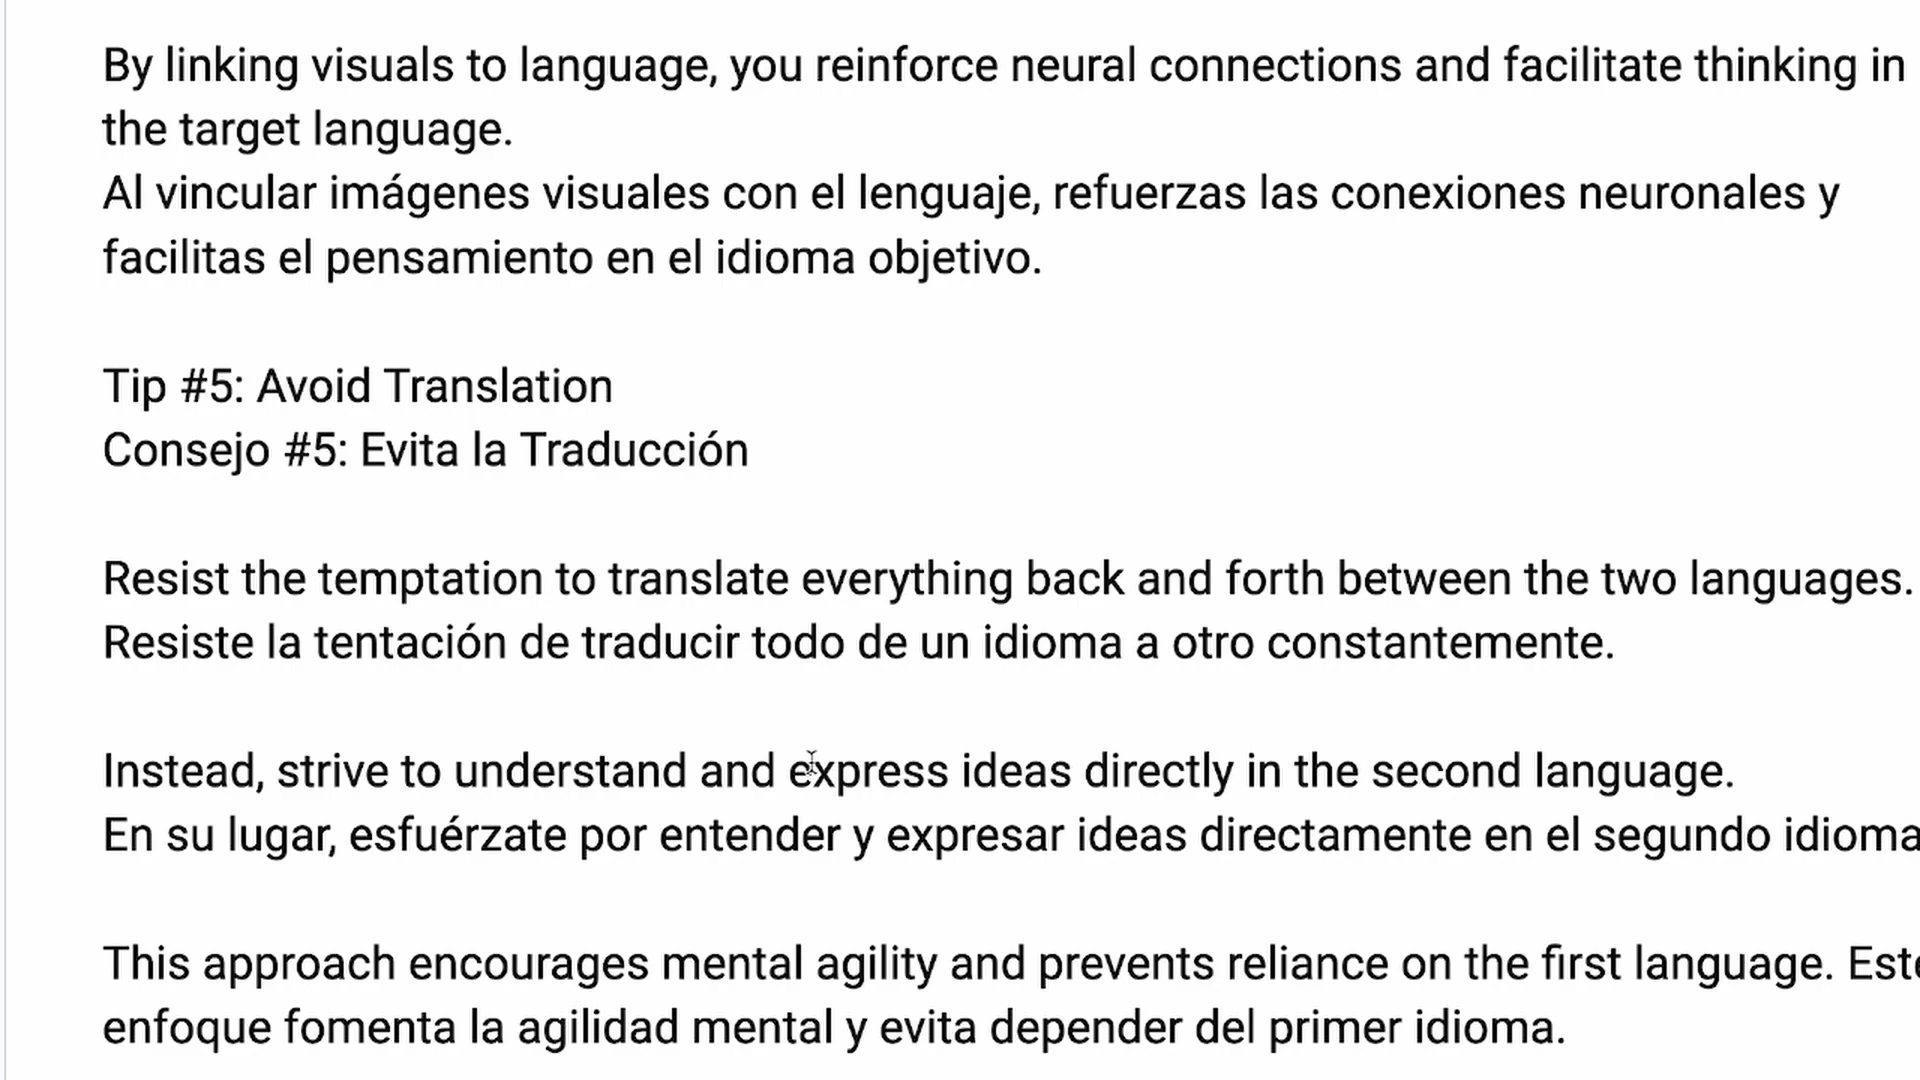 By linking visuals to language, you reinforce neural connections and facilitate thinking in
the target language.
Al vincular imágenes visuales con el lenguaje, refuerzas las conexiones neuronales y
facilitas el pensamiento en el idioma objetivo.
Tip #5: Avoid Translation
Consejo #5: Evita la Traducción
Resist the temptation to translate everything back and forth between the two languages.
Resiste la tentación de traducir todo de un idioma a otro constantemente.
Instead, strive to understand and express ideas directly in the second language.
En su lugar, esfuérzate por entender y expresar ideas directamente en el segundo idioma
This approach encourages mental agility and prevents reliance on the first language. Este
enfoque fomenta la agilidad mental y evita depender del primer idioma.